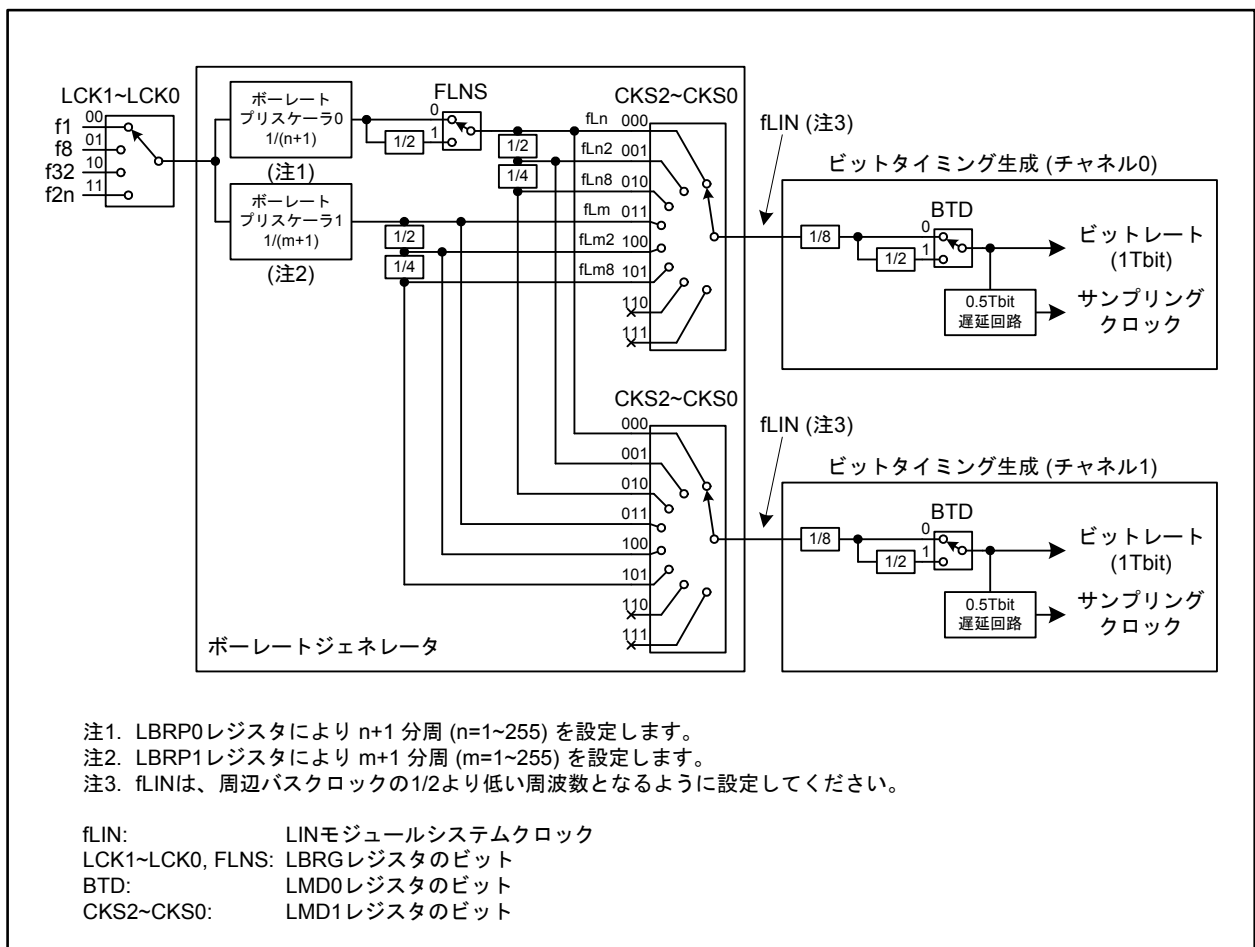 LCK1~LCK0
f1
00
f8
01
f32
10
f2n
11
ボーレート
プリスケーラ0
1/(n+1)
(注1)
ボーレート
プリスケーラ1
1/(m+1)
(注2)
FLNS
0
1
1/2
1/2
1/4
1/2
1/4
CKS2~CKS0
fLn 000
fLn2 001
fLn8 010
fLm 011
fLm2 100
fLm8 101
110
111
fLIN (注3)
ビットタイミング生成 (チャネル0)
1/8
1/2
BTD
0
1
ビットレート
(1Tbit)
0.5Tbit
遅延回路
サンプリング
クロック
CKS2~CKS0
000
001
010
011
100
101
110
111
fLIN (注3)
ビットタイミング生成 (チャネル1)
1/8
1/2
BTD
0
1
ビットレート
(1Tbit)
0.5Tbit
遅延回路
サンプリング
クロック
ボーレートジェネレータ
注1. LBRP0レジスタにより n+1 分周 (n=1~255) を設定します。
注2. LBRP1レジスタにより m+1 分周 (m=1~255) を設定します。
注3. fLINは、周辺バスクロックの1/2より低い周波数となるように設定してください。
fLIN: LINモジュールシステムクロック
LCK1~LCK0, FLNS: LBRGレジスタのビット
BTD: LMD0レジスタのビット
CKS2~CKS0: LMD1レジスタのビット